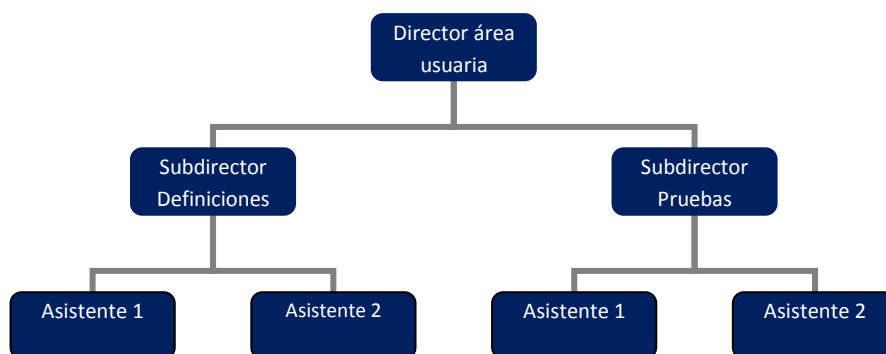 Director área
usuaria
Subdirector
Definiciones
Subdirector
Pruebas
Asistente 1
Asistente 2
Asistente 1
Asistente 2